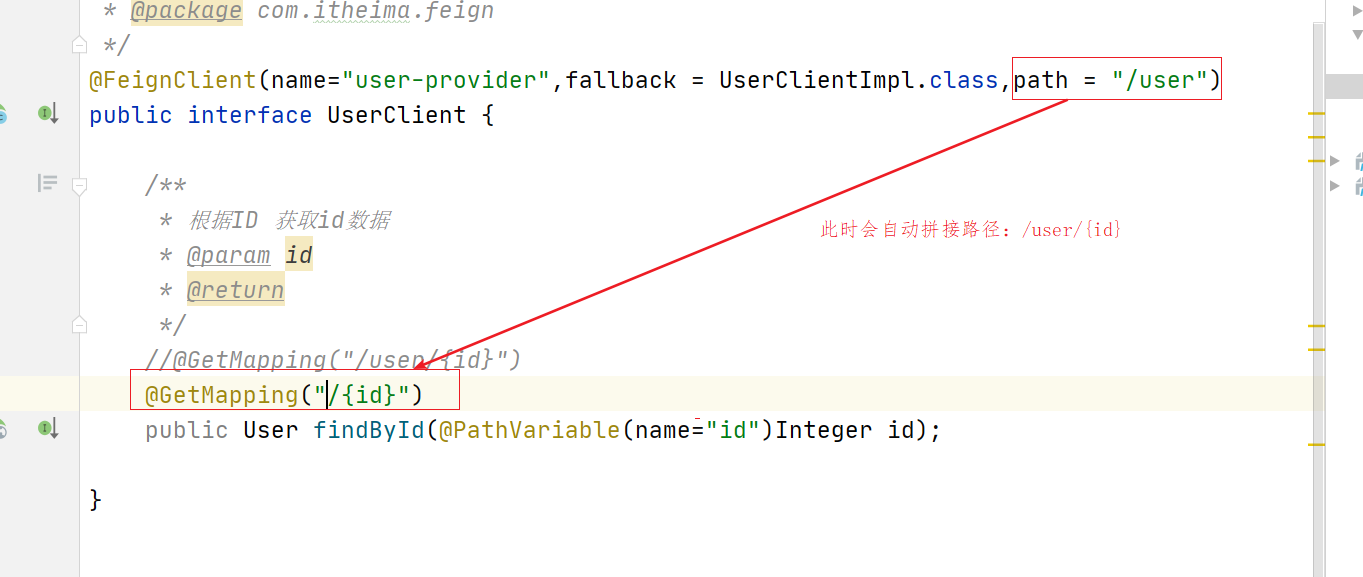 * @package com.itheima.feign
*/
@FeignClient(name="user-provider",fallback = UserClientImpl.class,path = "/user")
public interface UserClient {
/**
* 根据ID 获取id数据
* @param id
* @return
*/
//@GetMapping("/user/{id}")
@GetMapping("/{id}")
public User findById(@PathVariable(name="id")Integer id);
}
此时会自动拼接路径：/user/{id}